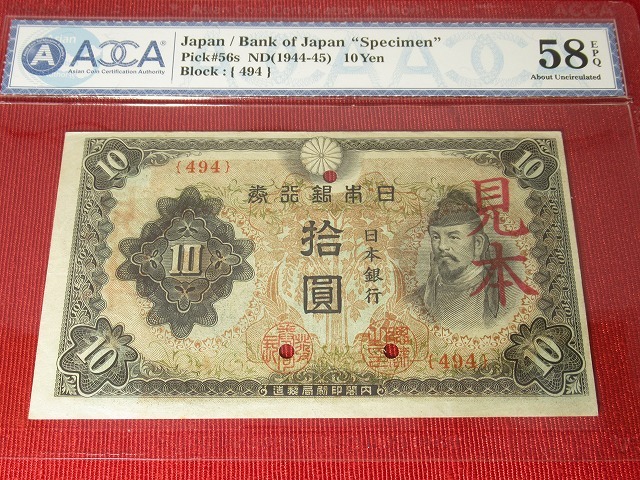 ACCA
Asian Coin Certification Authority
Japan / Bank of Japan "Specimen"
Pick#56s ND(1944-45) 10 Yen
Block : { 494 }
58
EPQ
About Uncirculated
10
{494}
券行銀本日
見本
拾圓
日本銀行
10
10
{494}
10
造製局刷印閣内